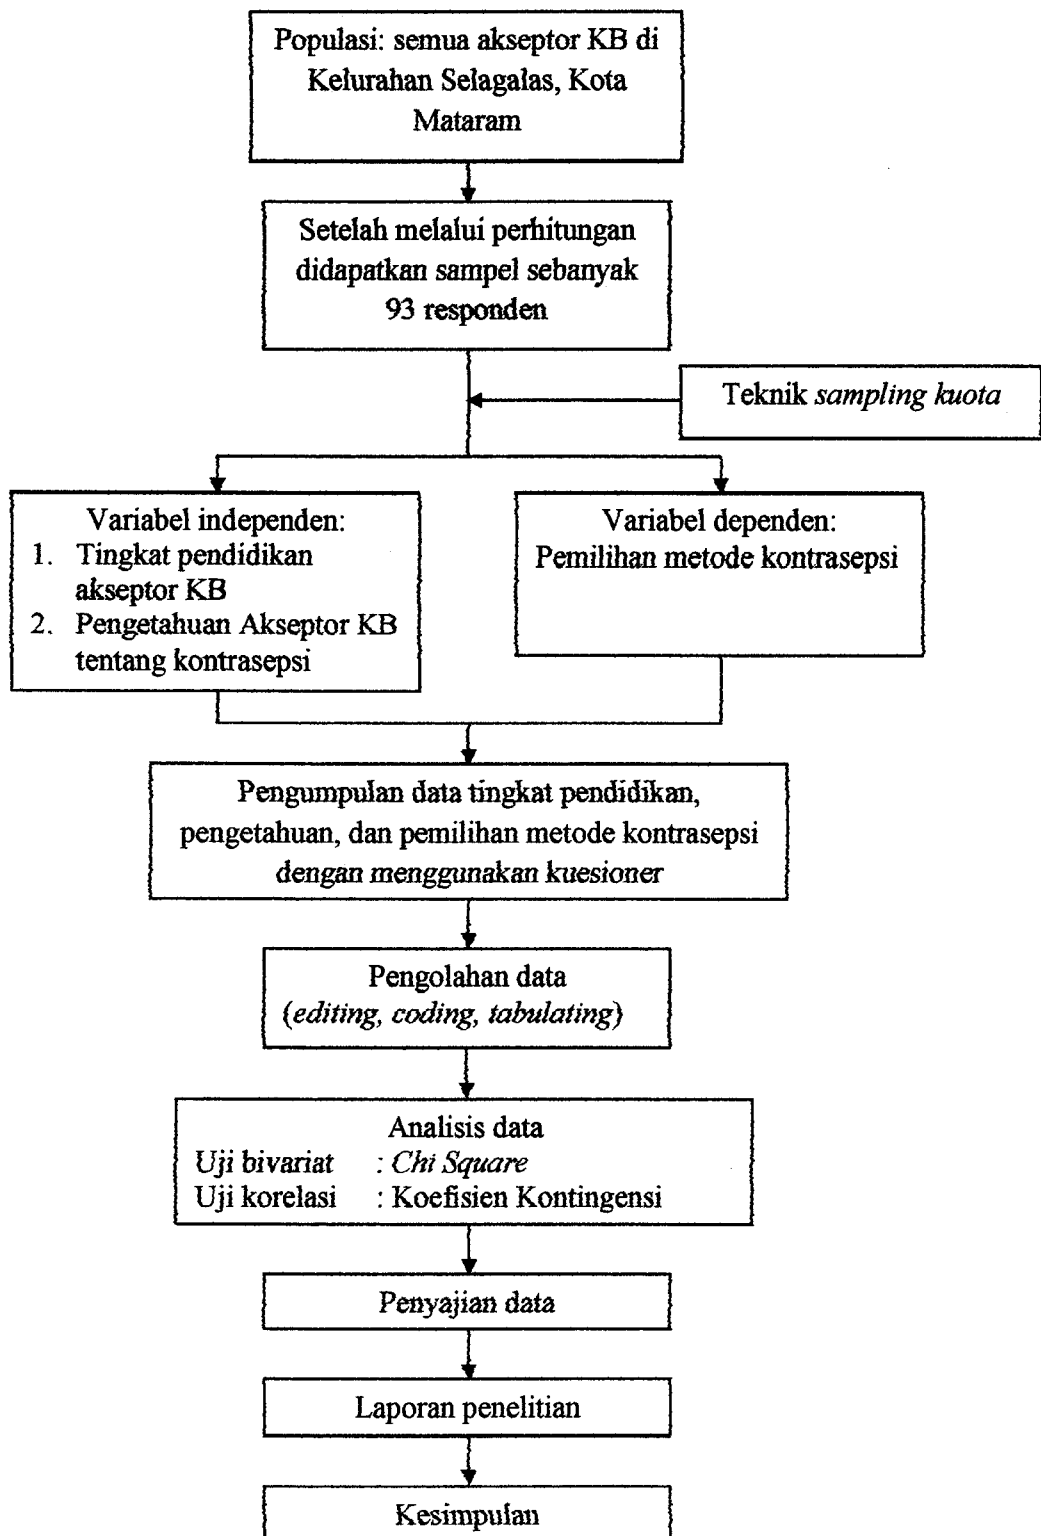 Populasi: semua akseptor KB di
Kelurahan Selagalas, Kota
Mataram
Setelah melalui perhitungan
didapatkan sampel sebanyak
93 responden
Teknik sampling kuota
Variabel independen:
1. Tingkat pendidikan
akseptor KB
2. Pengetahuan Akseptor KB
tentang kontrasepsi
Variabel dependen:
Pemilihan metode kontrasepsi
Pengumpulan data tingkat pendidikan,
pengetahuan, dan pemilihan metode kontrasepsi
dengan menggunakan kuesioner
Pengolahan data
(editing, coding, tabulating)
Analisis data
Uji bivariat : Chi Square
Uji korelasi : Koefisien Kontingensi
Penyajian data
Laporan penelitian
Kesimpulan